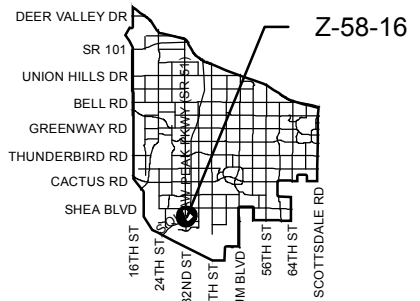 DEER VALLEY DR
Z-58-16
SR 101
UNION HILLS DR
BELL RD
GREENWAY RD
THUNDERBIRD RD
CACTUS RD
SHEA BLVD
PEAK PKWY (SR 51)
16TH ST
24TH ST
32ND ST
TH ST
UM BLVD
56TH ST
64TH ST
SCOTTSDALE RD